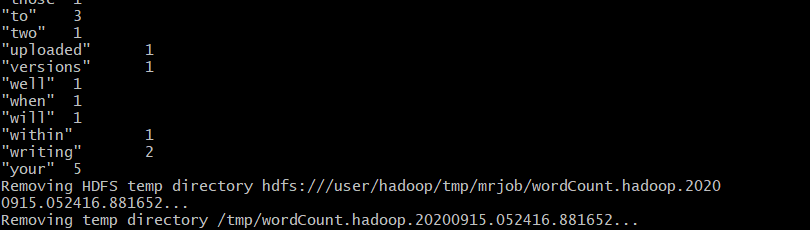 "those" 1
"to" 3
"two" 1
"uploaded" 1
"versions" 1
"well" 1
"when" 1
"will" 1
"within" 1
"writing" 2
"your" 5
Removing HDFS temp directory hdfs:///user/hadoop/tmp/mrjob/wordCount.hadoop.2020
0915.052416.881652...
Removing temp directory /tmp/wordCount.hadoop.20200915.052416.881652...